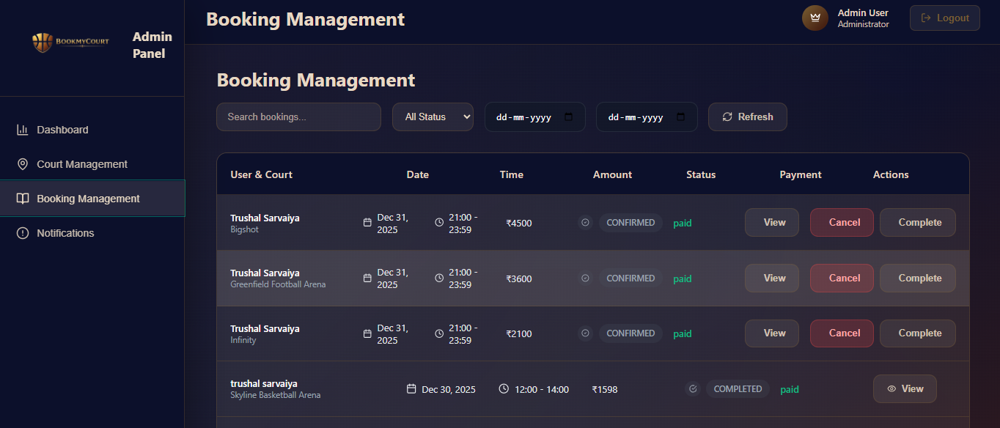 BOOKMYCOURT
Admin
Panel
Booking Management
Admin User
Administrator
Logout
Dashboard
Court Management
Booking Management
Notifications
Booking Management
Search bookings...
All Status
dd-mm-yyyy
dd-mm-yyyy
Refresh
User & Court Date Time Amount Status Payment Actions
Trushal Sarvaiya
Bigshot
Dec 31,
2025
21:00 -
23:59
₹4500
CONFIRMED
paid
View
Cancel
Complete
Trushal Sarvaiya
Greenfield Football Arena
Dec 31,
2025
21:00 -
23:59
₹3600
CONFIRMED
paid
View
Cancel
Complete
Trushal Sarvaiya
Infinity
Dec 31,
2025
21:00 -
23:59
₹2100
CONFIRMED
paid
View
Cancel
Complete
trushal sarvaiya
Skyline Basketball Arena
Dec 30, 2025
12:00 - 14:00
₹1598
COMPLETED
paid
View